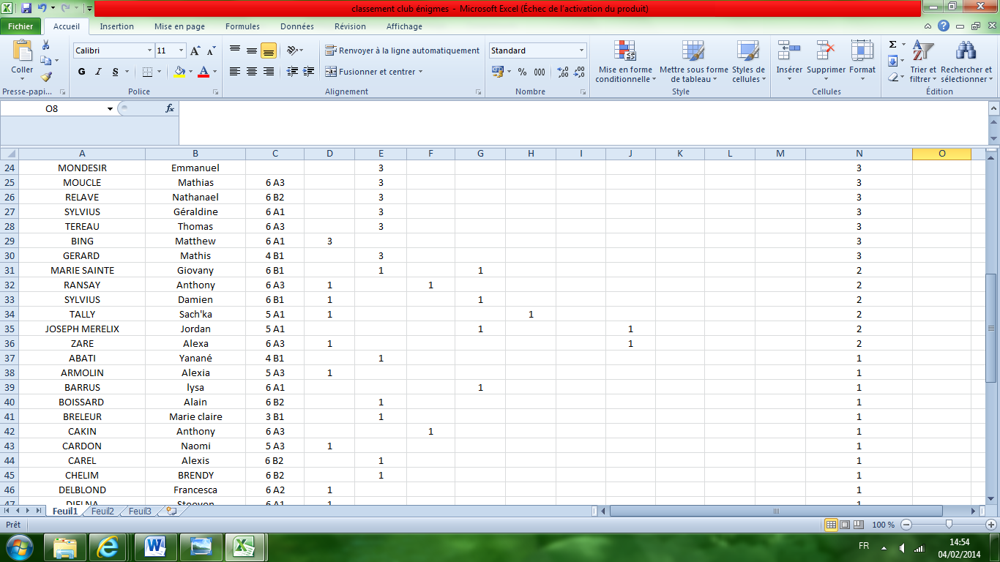 classement club énigmes - Microsoft Excel (Échec de l'activation du produit)
Fichier Accueil Insertion Mise en page Formules Données Révision Affichage
Coller
Presse-papi...
Calibri 11
G I S A A
Police
Renvoyer à la ligne automatiquement
Fusionner et centrer
Alignement
Standard
% 000
Nombre
Mise en forme conditionnelle
Mettre sous forme de tableau
Styles de cellules
Style
Insérer Supprimer Format
Cellules
Σ
Trier et filtrer
Rechercher et sélectionner
Édition
O8 fx
A B C D E F G H I J K L M N O
24 MONDESIR Emmanuel 3 3
25 MOUCLE Mathias 6 A3 3 3
26 RELAVE Nathanael 6 B2 3 3
27 SYLVIUS Géraldine 6 A1 3 3
28 TEREAU Thomas 6 A3 3 3
29 BING Matthew 6 A1 3 3
30 GERARD Mathis 4 B1 3 3
31 MARIE SAINTE Giovany 6 B1 1 1 2
32 RANSAY Anthony 6 A3 1 1 2
33 SYLVIUS Damien 6 B1 1 1 2
34 TALLY Sach'ka 5 A1 1 1 2
35 JOSEPH MERELIX Jordan 5 A1 1 1 2
36 ZARE Alexa 6 A3 1 1 2
37 ABATI Yanané 4 B1 1 1
38 ARMOLIN Alexia 5 A3 1 1
39 BARRUS lysa 6 A1 1 1
40 BOISSARD Alain 6 B2 1 1
41 BRELEUR Marie claire 3 B1 1 1
42 CAKIN Anthony 6 A3 1 1
43 CARDON Naomi 5 A3 1 1
44 CAREL Alexis 6 B2 1 1
45 CHELIM BRENDY 6 B2 1 1
46 DELBLOND Francesca 6 A2 1 1
47 6 A1 1 1
Feuil1 Feuil2 Feuil3
Prêt 100 %
FR 14:54
04/02/2014